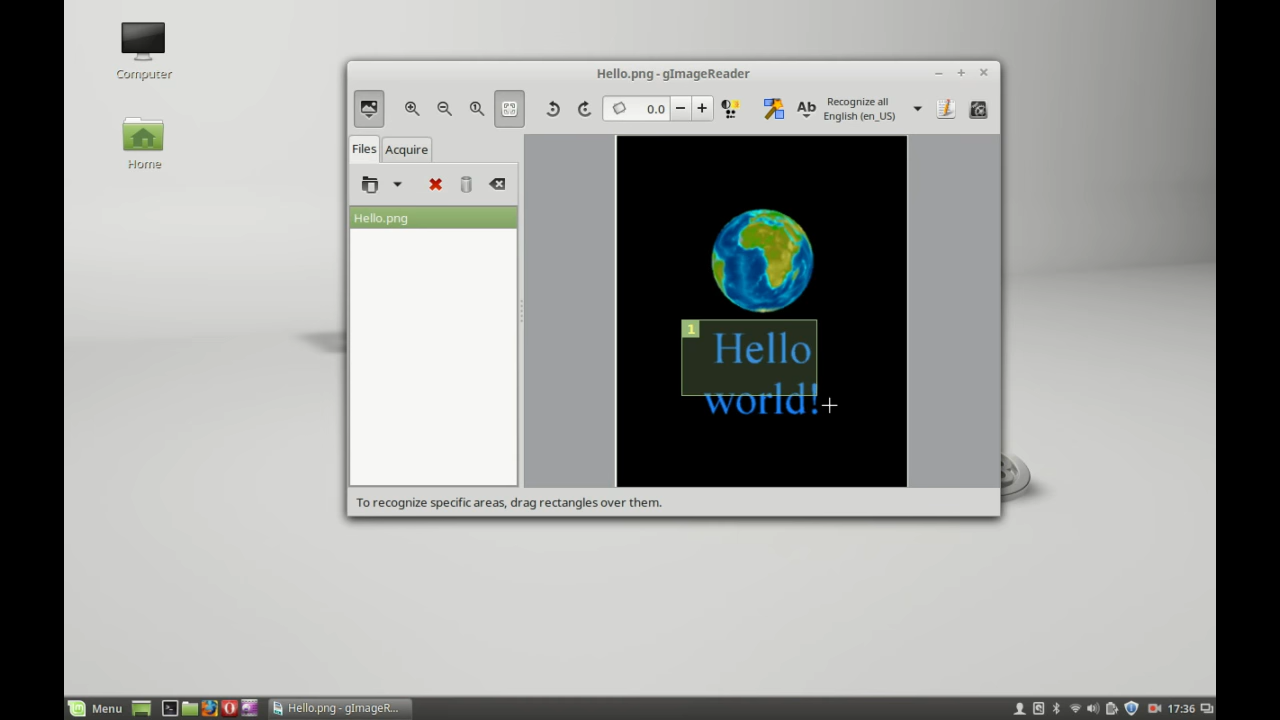 Computer
Home
Hello.png - gImageReader
0.0
Ab
Recognize all
English (en_US)
Files
Acquire
Hello.png
1
Hello
world!
To recognize specific areas, drag rectangles over them.
Menu
Hello.png - gImageR...
17:36